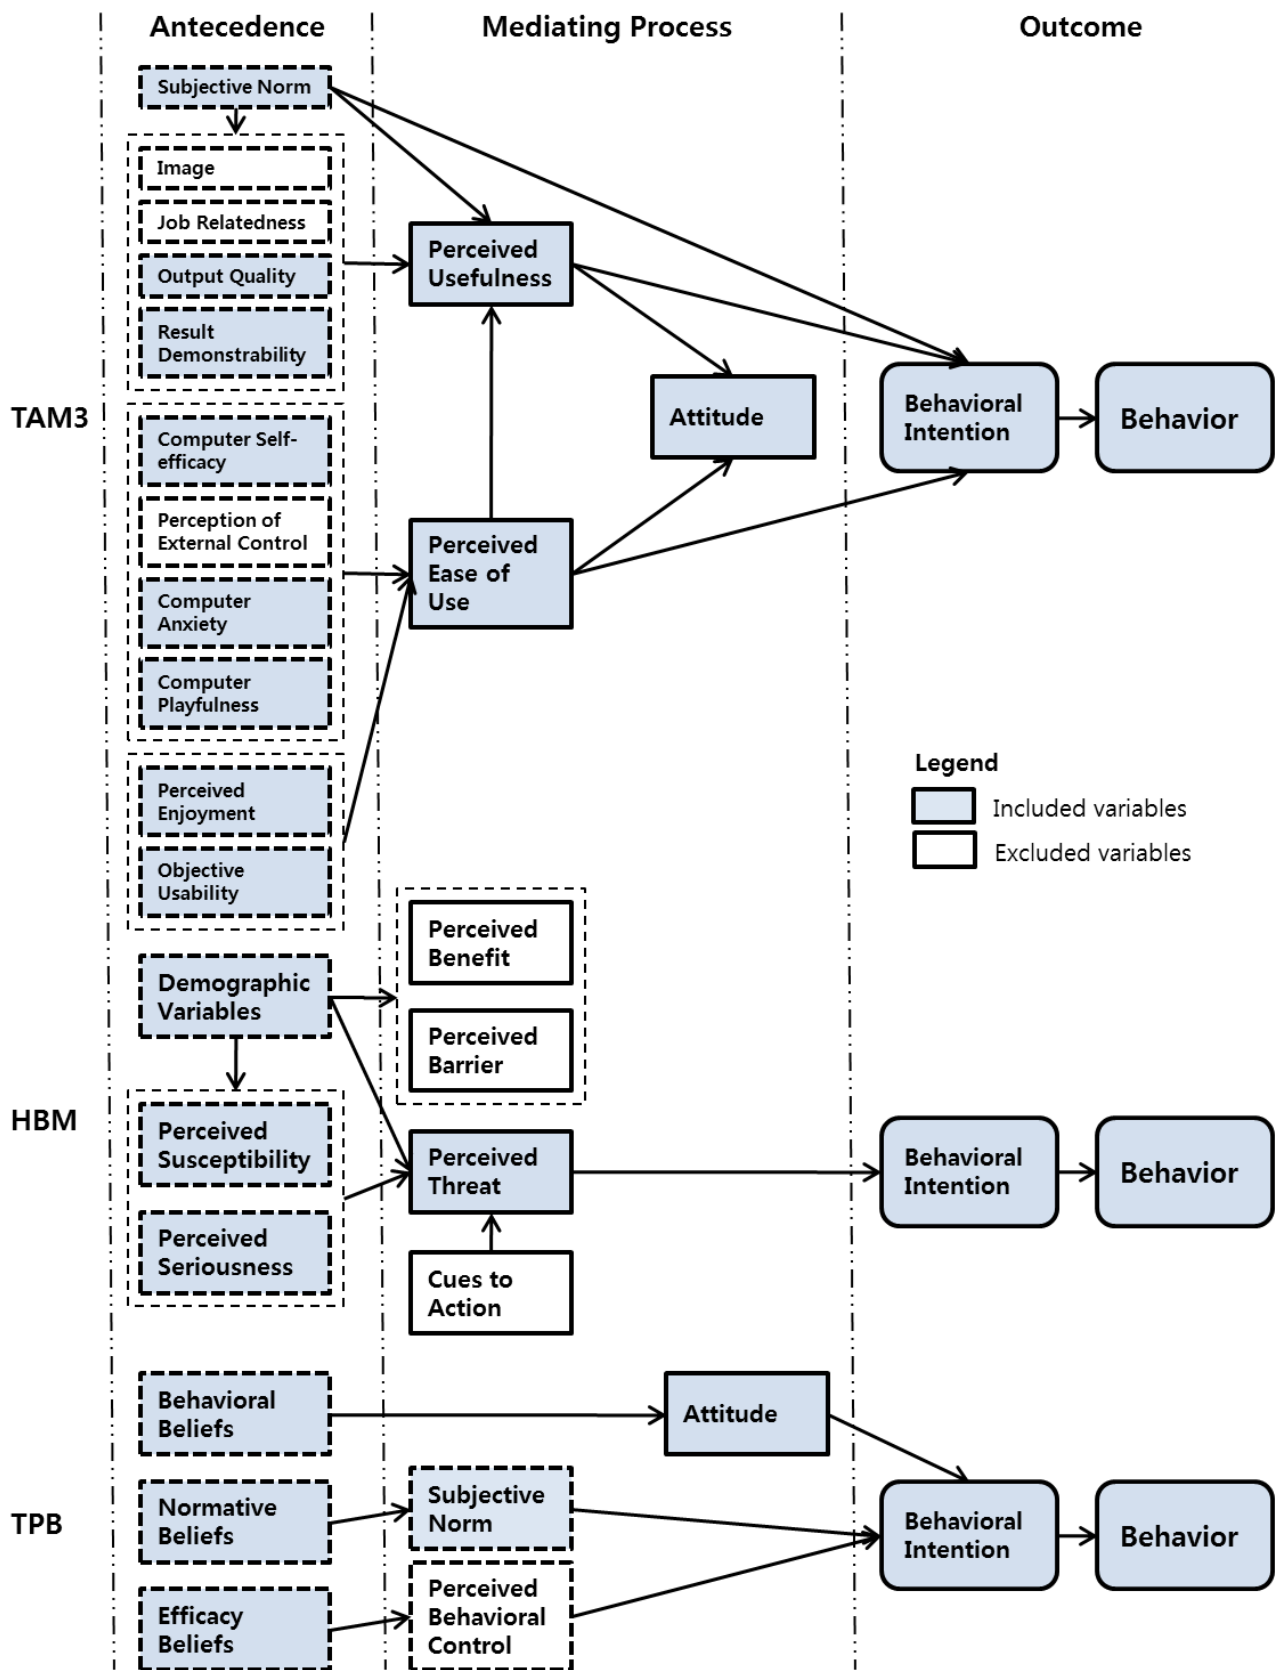 Antecedence
Mediating Process
Outcome
TAM3
Subjective Norm
Image
Job Relatedness
Output Quality
Result
Demonstrability
Computer Self-
efficacy
Perception of
External Control
Computer
Anxiety
Computer
Playfulness
Perceived
Enjoyment
Objective
Usability
Perceived
Usefulness
Perceived
Ease of
Use
Attitude
Behavioral
Intention
Behavior
Legend
Included variables
Excluded variables
HBM
Demographic
Variables
Perceived
Susceptibility
Perceived
Seriousness
Perceived
Benefit
Perceived
Barrier
Perceived
Threat
Cues to
Action
Behavioral
Intention
Behavior
TPB
Behavioral
Beliefs
Normative
Beliefs
Efficacy
Beliefs
Attitude
Subjective
Norm
Perceived
Behavioral
Control
Behavioral
Intention
Behavior